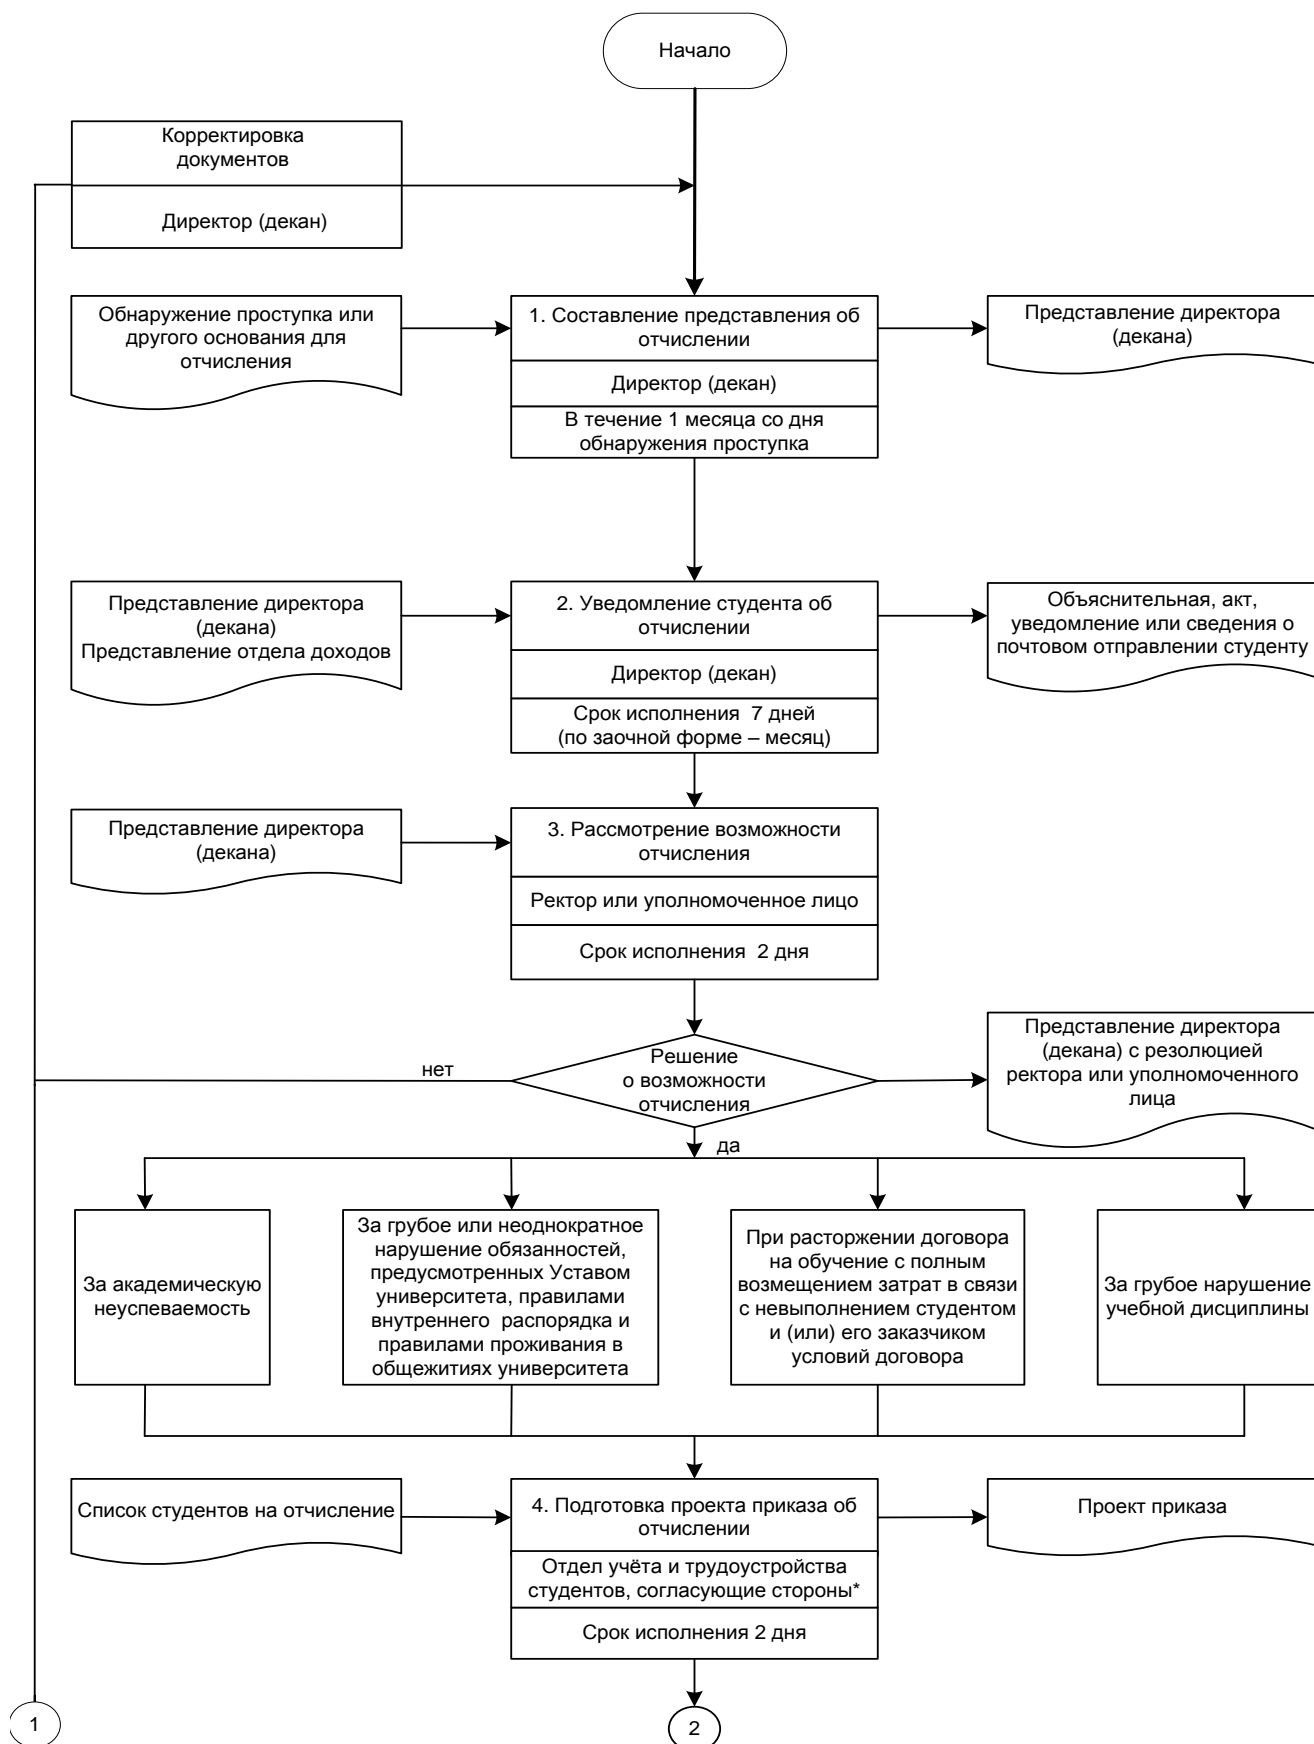 Начало
Корректировка
документов
Директор (декан)
Обнаружение проступка или
другого основания для
отчисления
1. Составление представления об
отчислении
Директор (декан)
В течение 1 месяца со дня
обнаружения проступка
Представление директора
(декана)
Представление директора
(декана)
Представление отдела доходов
2. Уведомление студента об
отчислении
Директор (декан)
Срок исполнения 7 дней
(по заочной форме – месяц)
Объяснительная, акт,
уведомление или сведения о
почтовом отправлении студенту
Представление директора
(декана)
3. Рассмотрение возможности
отчисления
Ректор или уполномоченное лицо
Срок исполнения 2 дня
нет
Решение
о возможности
отчисления
Представление директора
(декана) с резолюцией
ректора или уполномоченного
лица
да
За академическую
неуспеваемость
За грубое или неоднократное
нарушение обязанностей,
предусмотренных Уставом
университета, правилами
внутреннего распорядка и
правилами проживания в
общежитиях университета
При расторжении договора
на обучение с полным
возмещением затрат в связи
с невыполнением студентом
и (или) его заказчиком
условий договора
За грубое нарушение
учебной дисциплины
Список студентов на отчисление
4. Подготовка проекта приказа об
отчислении
Отдел учёта и трудоустройства
студентов, согласующие стороны*
Срок исполнения 2 дня
Проект приказа
1
2